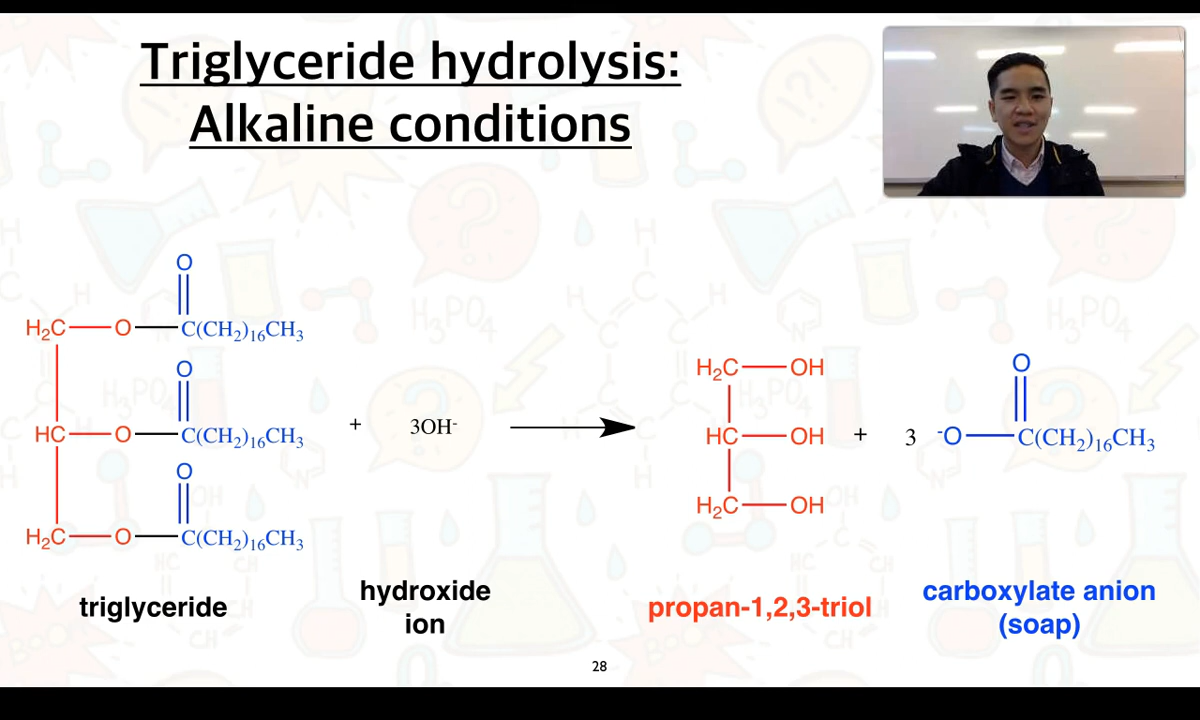 Triglyceride hydrolysis:
Alkaline conditions
O
H₂C—O—C(CH₂)₁₆CH₃
O
HC—O—C(CH₂)₁₆CH₃
O
H₂C—O—C(CH₂)₁₆CH₃
+ 3OH⁻
H₂C—OH
HC—OH
H₂C—OH
+ 3
O
⁻O—C(CH₂)₁₆CH₃
triglyceride
hydroxide
ion
propan-1,2,3-triol
carboxylate anion
(soap)
28